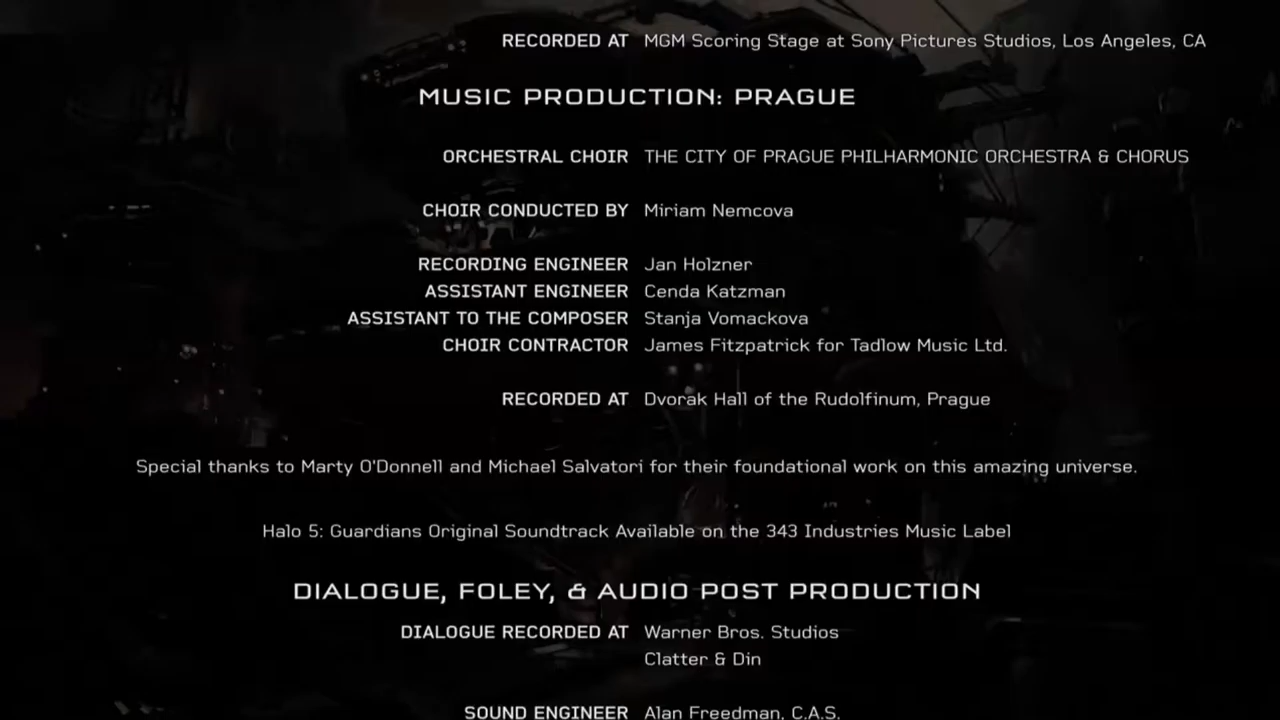 RECORDED AT MGM Scoring Stage at Sony Pictures Studios, Los Angeles, CA
MUSIC PRODUCTION: PRAGUE
ORCHESTRAL CHOIR THE CITY OF PRAGUE PHILHARMONIC ORCHESTRA & CHORUS
CHOIR CONDUCTED BY Miriam Nemcova
RECORDING ENGINEER Jan Holzner
ASSISTANT ENGINEER Cenda Katzman
ASSISTANT TO THE COMPOSER Stanja Vomackova
CHOIR CONTRACTOR James Fitzpatrick for Tadlow Music Ltd.
RECORDED AT Dvorak Hall of the Rudolfinum, Prague
Special thanks to Marty O'Donnell and Michael Salvatori for their foundational work on this amazing universe.
Halo 5: Guardians Original Soundtrack Available on the 343 Industries Music Label
DIALOGUE, FOLEY, & AUDIO POST PRODUCTION
DIALOGUE RECORDED AT Warner Bros. Studios
Clatter & Din
SOUND ENGINEER Alan Freedman, C.A.S.